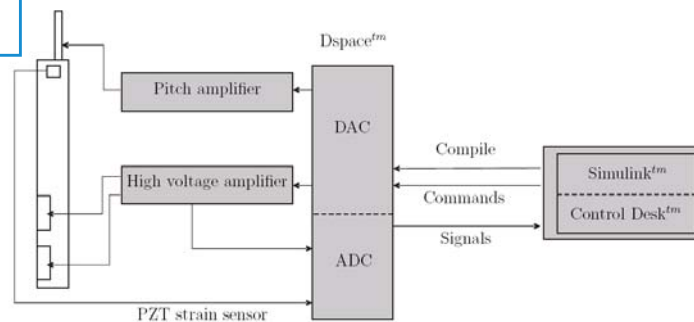 Dspace^tm
Pitch amplifier
DAC
Compile
High voltage amplifier
Simulink^tm
Commands
Control Desk^tm
Signals
ADC
PZT strain sensor